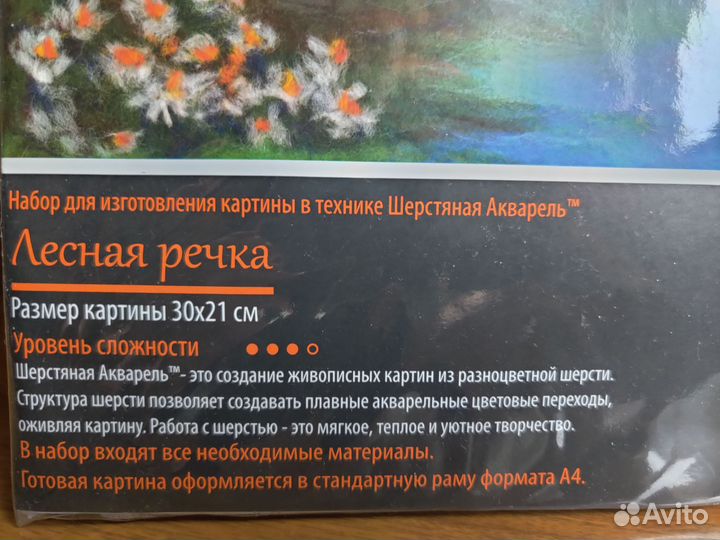 Набор для изготовления картины в технике Шерстяная Акварель™
Лесная речка
Размер картины 30х21 см
Уровень сложности
Шерстяная Акварель™- это создание живописных картин из разноцветной шерсти.
Структура шерсти позволяет создавать плавные акварельные цветовые переходы,
оживляя картину. Работа с шерстью - это мягкое, теплое и уютное творчество.
В набор входят все необходимые материалы.
Готовая картина оформляется в стандартную раму формата А4.
Avito